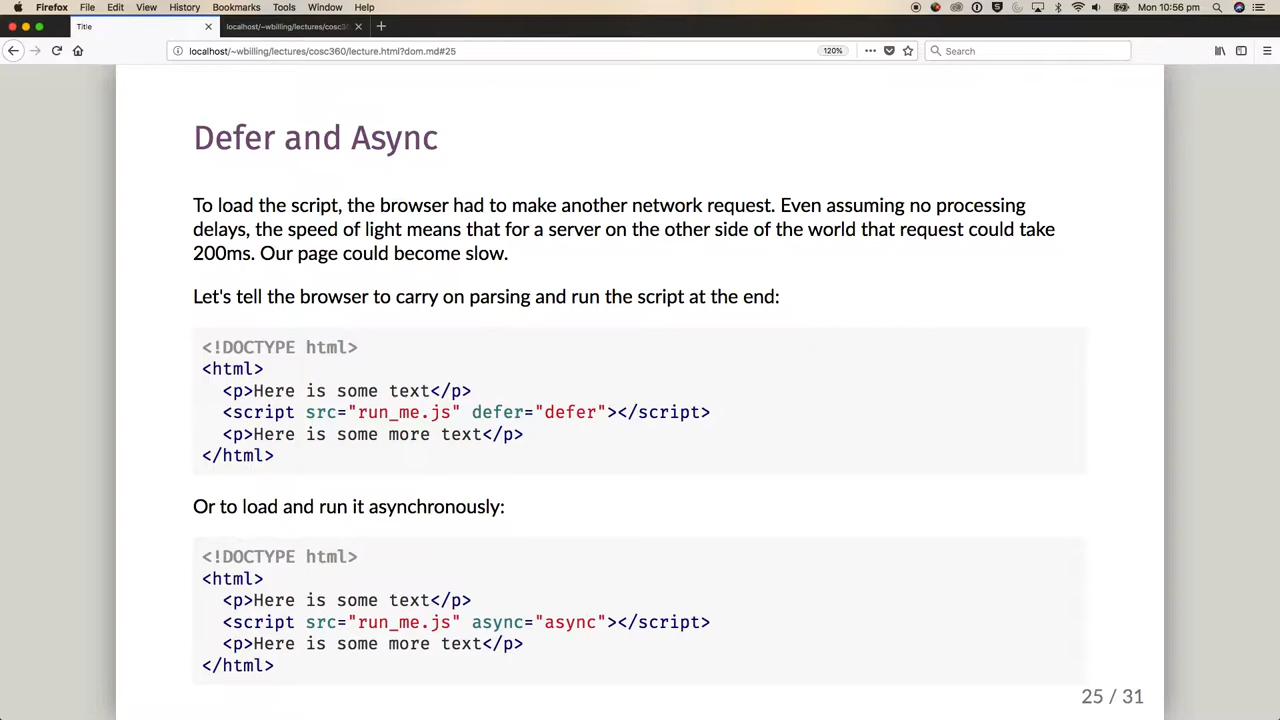 Firefox File Edit View History Bookmarks Tools Window Help Mon 10:56 pm
Title localhost/~wbilling/lectures/cosc36
localhost/~wbilling/lectures/cosc360/lecture.html?dom.md#25 120% Search
Defer and Async
To load the script, the browser had to make another network request. Even assuming no processing
delays, the speed of light means that for a server on the other side of the world that request could take
200ms. Our page could become slow.
Let's tell the browser to carry on parsing and run the script at the end:
<!DOCTYPE html>
<html>
  <p>Here is some text</p>
  <script src="run_me.js" defer="defer"></script>
  <p>Here is some more text</p>
</html>
Or to load and run it asynchronously:
<!DOCTYPE html>
<html>
  <p>Here is some text</p>
  <script src="run_me.js" async="async"></script>
  <p>Here is some more text</p>
</html>
25 / 31